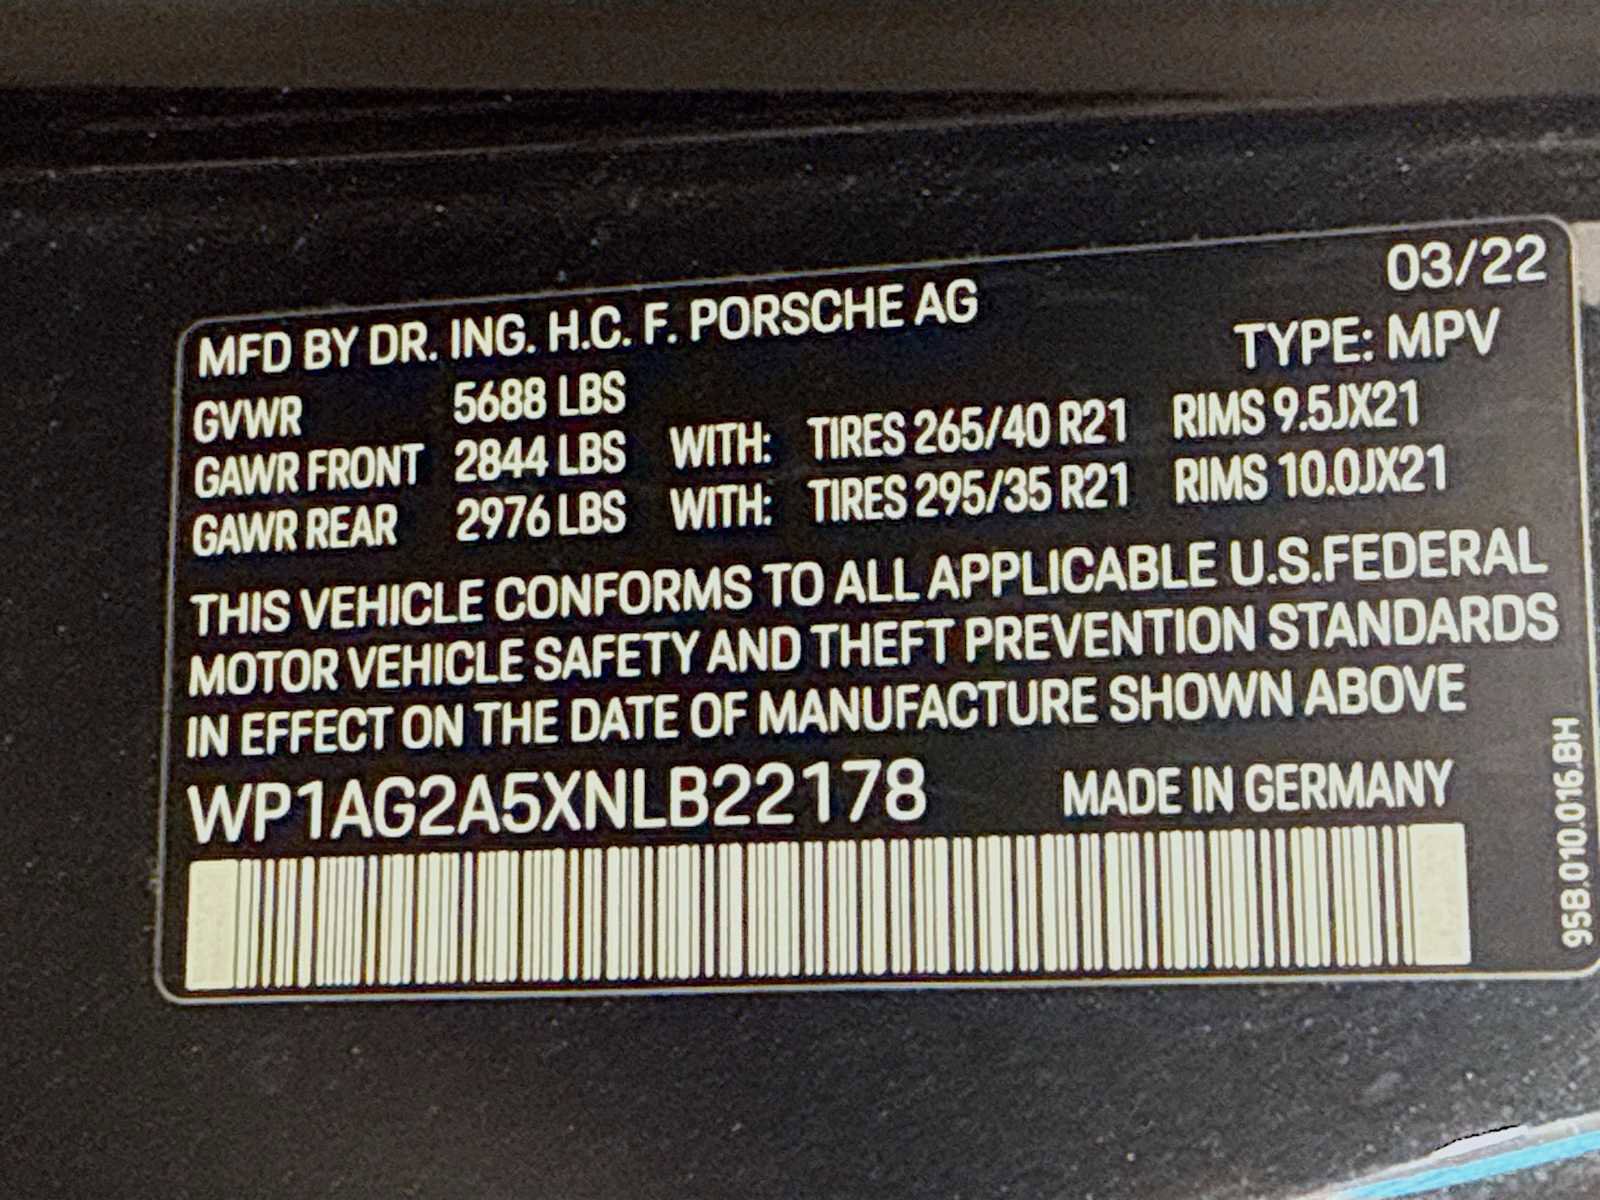 03/22
MFD BY DR. ING. H.C. F. PORSCHE AG
TYPE: MPV
GVWR 5688 LBS
GAWR FRONT 2844 LBS WITH: TIRES 265/40 R21 RIMS 9.5JX21
GAWR REAR 2976 LBS WITH: TIRES 295/35 R21 RIMS 10.0JX21
THIS VEHICLE CONFORMS TO ALL APPLICABLE U.S.FEDERAL
MOTOR VEHICLE SAFETY AND THEFT PREVENTION STANDARDS
IN EFFECT ON THE DATE OF MANUFACTURE SHOWN ABOVE
WP1AG2A5XNLB22178 MADE IN GERMANY
95B.010.016.BH